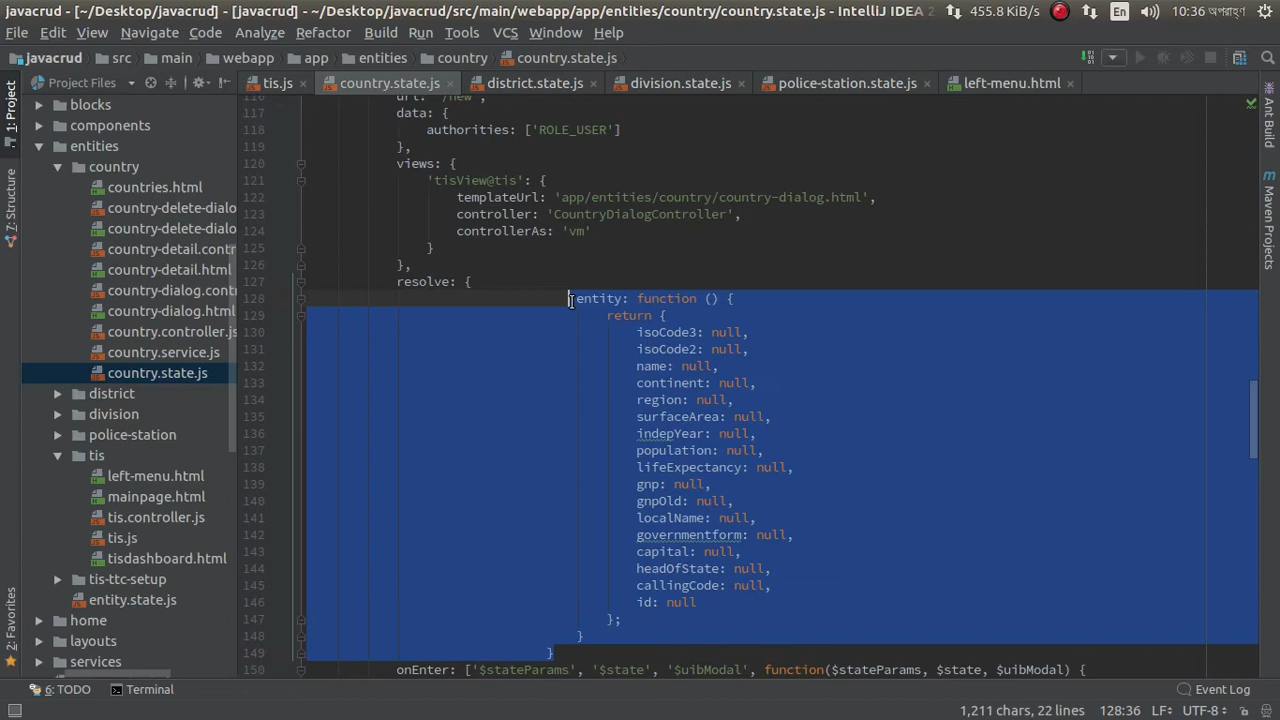 javacrud - [~/Desktop/javacrud] - [javacrud] - ~/Desktop/javacrud/src/main/webapp/app/entities/country/country.state.js - IntelliJ IDEA 2 455.8 KiB/s En 10:36 অপরাহ্ণ
File Edit View Navigate Code Analyze Refactor Build Run Tools VCS Window Help
javacrud src main webapp app entities country country.state.js
Project Files tis.js country.state.js district.state.js division.state.js police-station.state.js left-menu.html
1: Project
7: Structure
2: Favorites
blocks
components
entities
country
countries.html
country-delete-dialo
country-delete-dialo
country-detail.contr
country-detail.html
country-dialog.cont
country-dialog.html
country.controller.js
country.service.js
country.state.js
district
division
police-station
tis
left-menu.html
mainpage.html
tis.controller.js
tis.js
tisdashboard.html
tis-ttc-setup
entity.state.js
home
layouts
services
116 url: '/new',
117 data: {
118 authorities: ['ROLE_USER']
119 },
120 views: {
121 'tisView@tis': {
122 templateUrl: 'app/entities/country/country-dialog.html',
123 controller: 'CountryDialogController',
124 controllerAs: 'vm'
125 }
126 },
127 resolve: {
128 entity: function () {
129 return {
130 isoCode3: null,
131 isoCode2: null,
132 name: null,
133 continent: null,
134 region: null,
135 surfaceArea: null,
136 indepYear: null,
137 population: null,
138 lifeExpectancy: null,
139 gnp: null,
140 gnpOld: null,
141 localName: null,
142 governmentform: null,
143 capital: null,
144 headOfState: null,
145 callingCode: null,
146 id: null
147 };
148 }
149 }
150 onEnter: ['$stateParams', '$state', '$uibModal', function($stateParams, $state, $uibModal) {
Ant Build
Maven Projects
6: TODO Terminal Event Log
1,211 chars, 22 lines 128:36 LF÷ UTF-8÷